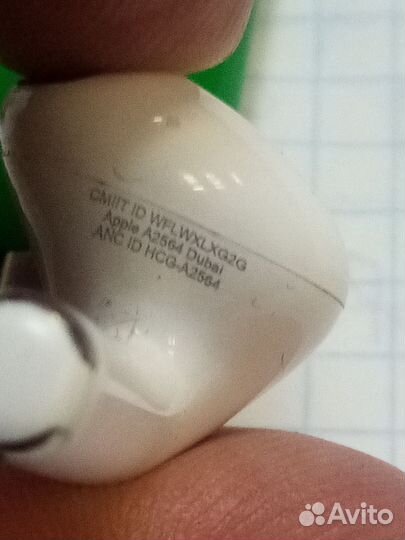 CMIIT ID WFLWXLXG2G
Apple A2564 Dubai
ANC ID HCG-A2564
Avito